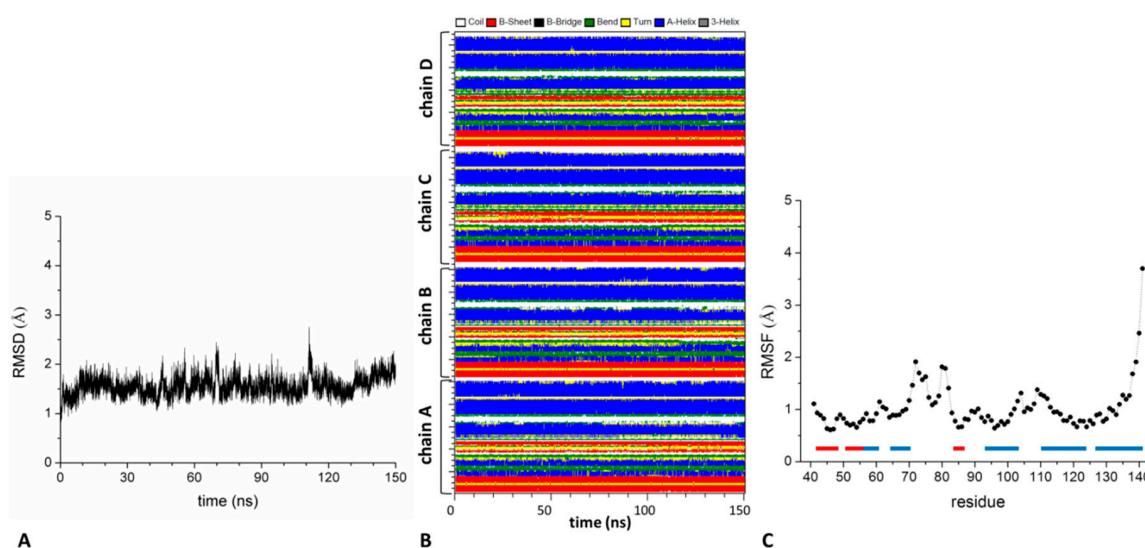 Coil B-Sheet B-Bridge Bend Turn A-Helix 3-Helix
chain D
chain C
chain B
chain A
0 50 100 150
time (ns)
B
5
4
3
2
1
0
RMSD (Å)
0 30 60 90 120 150
time (ns)
A
5
4
3
2
1
0
RMSF (Å)
40 50 60 70 80 90 100 110 120 130 140
residue
C